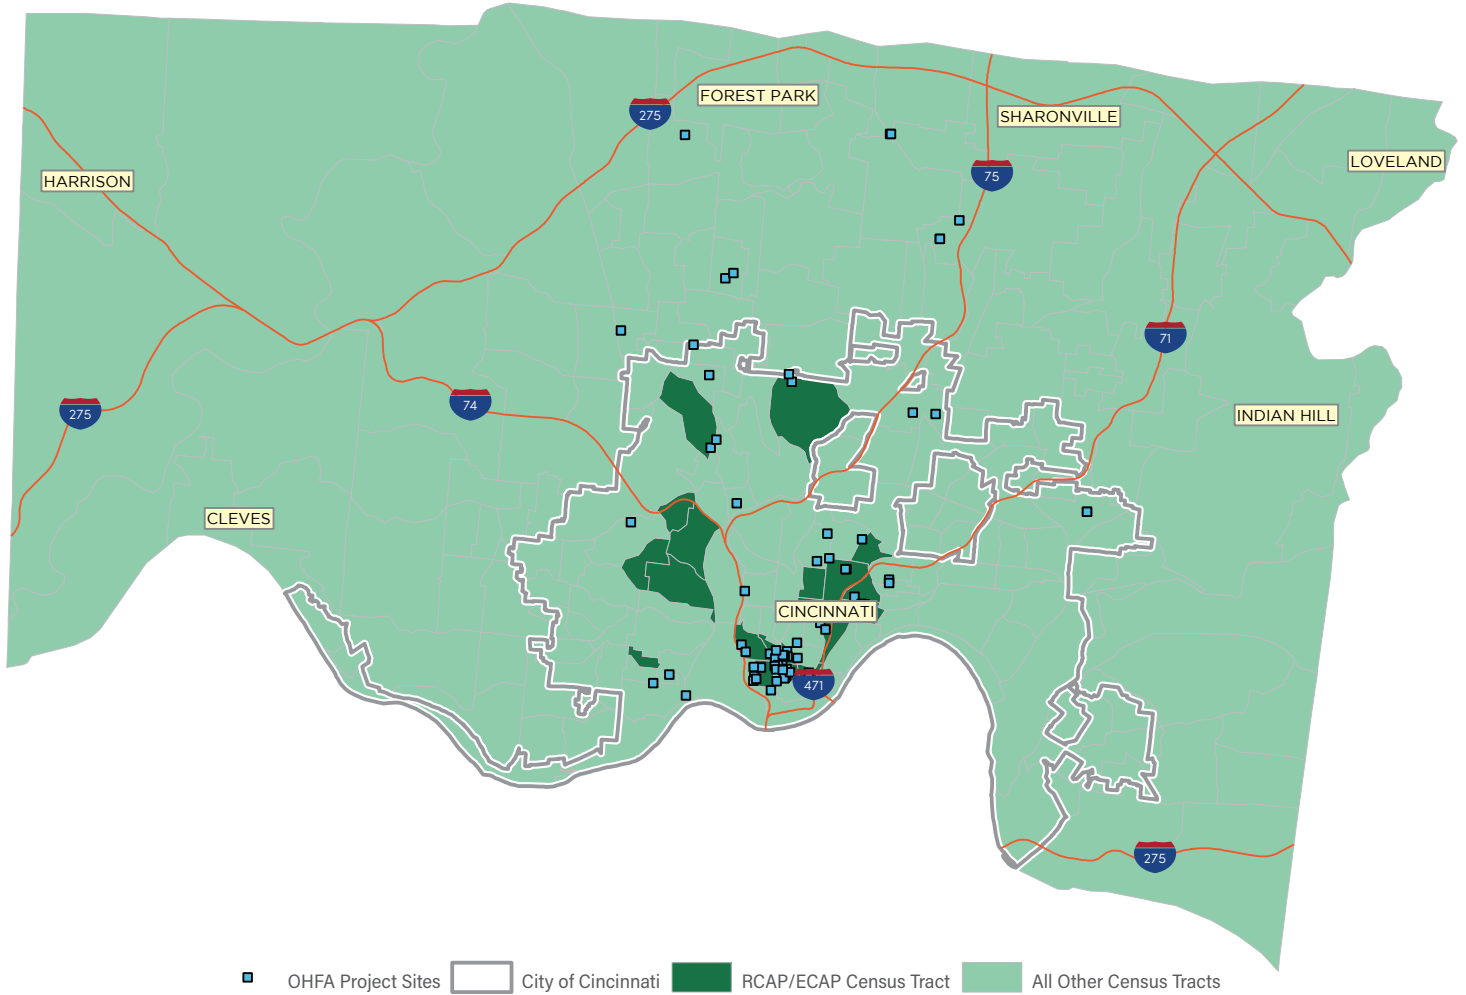 FOREST PARK
275
SHARONVILLE
LOVELAND
75
HARRISON
71
74
275
INDIAN HILL
CLEVES
CINCINNATI
471
275
OHFA Project Sites
City of Cincinnati
RCAP/ECAP Census Tract
All Other Census Tracts